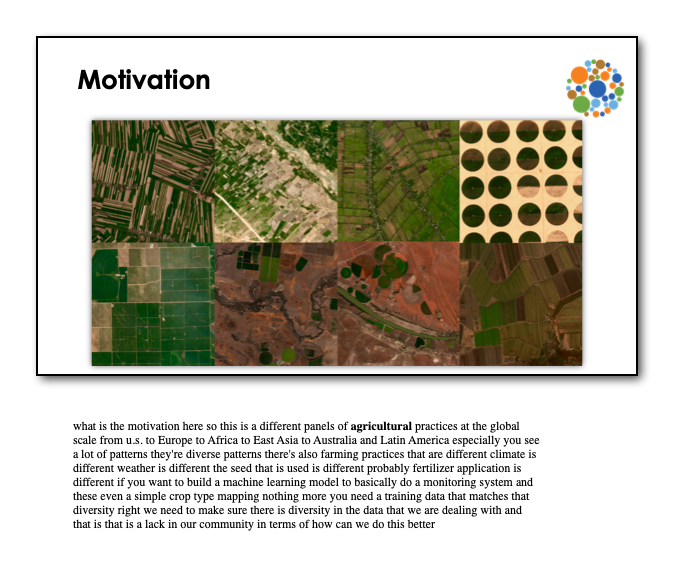 Motivation
what is the motivation here so this is a different panels of agricultural practices at the global
scale from u.s. to Europe to Africa to East Asia to Australia and Latin America especially you see
a lot of patterns they're diverse patterns there's also farming practices that are different climate is
different weather is different the seed that is used is different probably fertilizer application is
different if you want to build a machine learning model to basically do a monitoring system and
these even a simple crop type mapping nothing more you need a training data that matches that
diversity right we need to make sure there is diversity in the data that we are dealing with and
that is that is a lack in our community in terms of how can we do this better